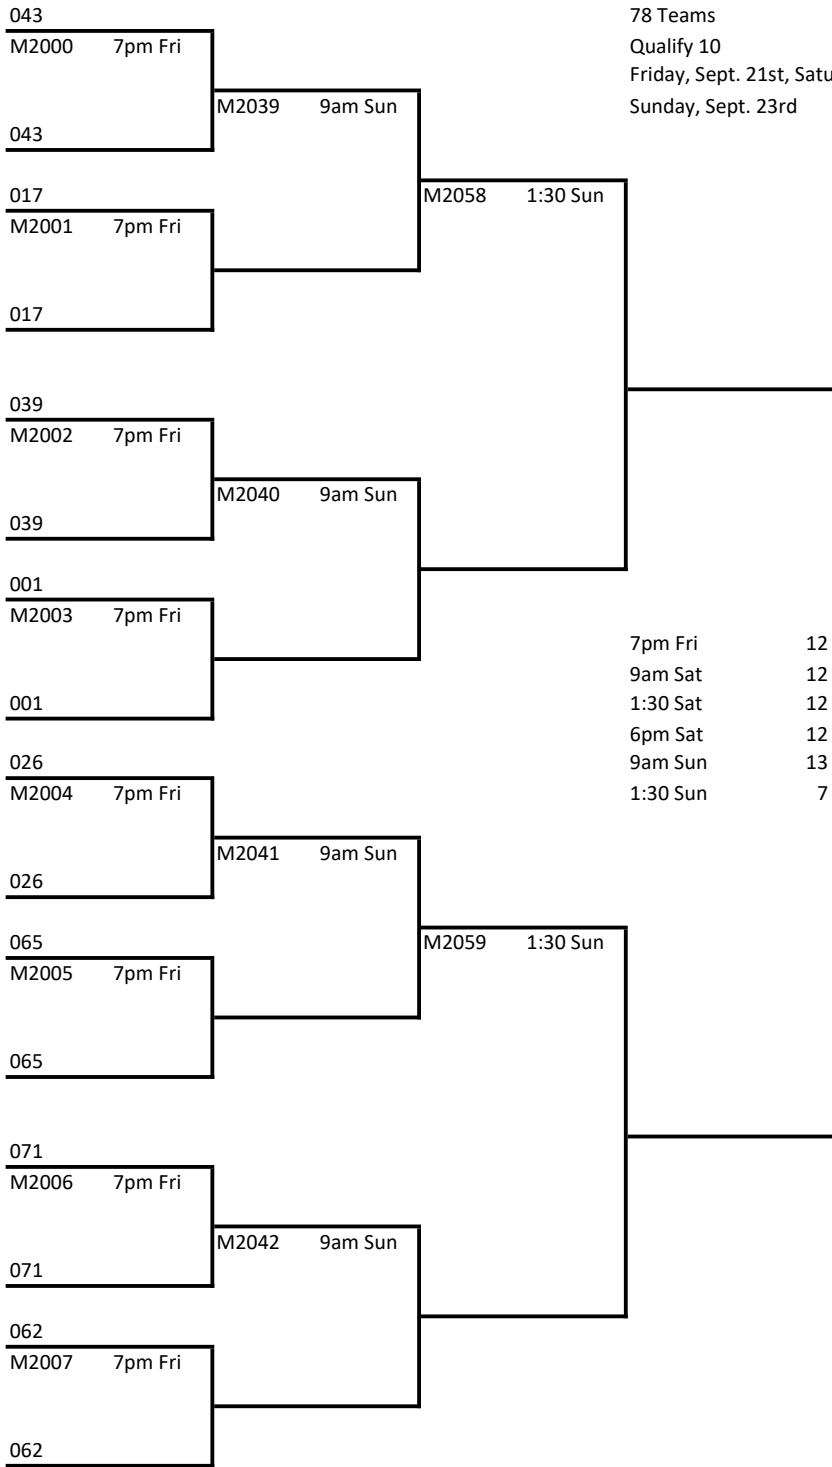 043
78 Teams
M2000 7pm Fri
Qualify 10
Friday, Sept. 21st, Satu
M2039 9am Sun
Sunday, Sept. 23rd
043
017
M2058 1:30 Sun
M2001 7pm Fri
017
039
M2002 7pm Fri
M2040 9am Sun
039
001
M2003 7pm Fri
7pm Fri 12
9am Sat 12
001
1:30 Sat 12
6pm Sat 12
026
9am Sun 13
M2004 7pm Fri
1:30 Sun 7
M2041 9am Sun
026
065
M2059 1:30 Sun
M2005 7pm Fri
065
071
M2006 7pm Fri
M2042 9am Sun
071
062
M2007 7pm Fri
062